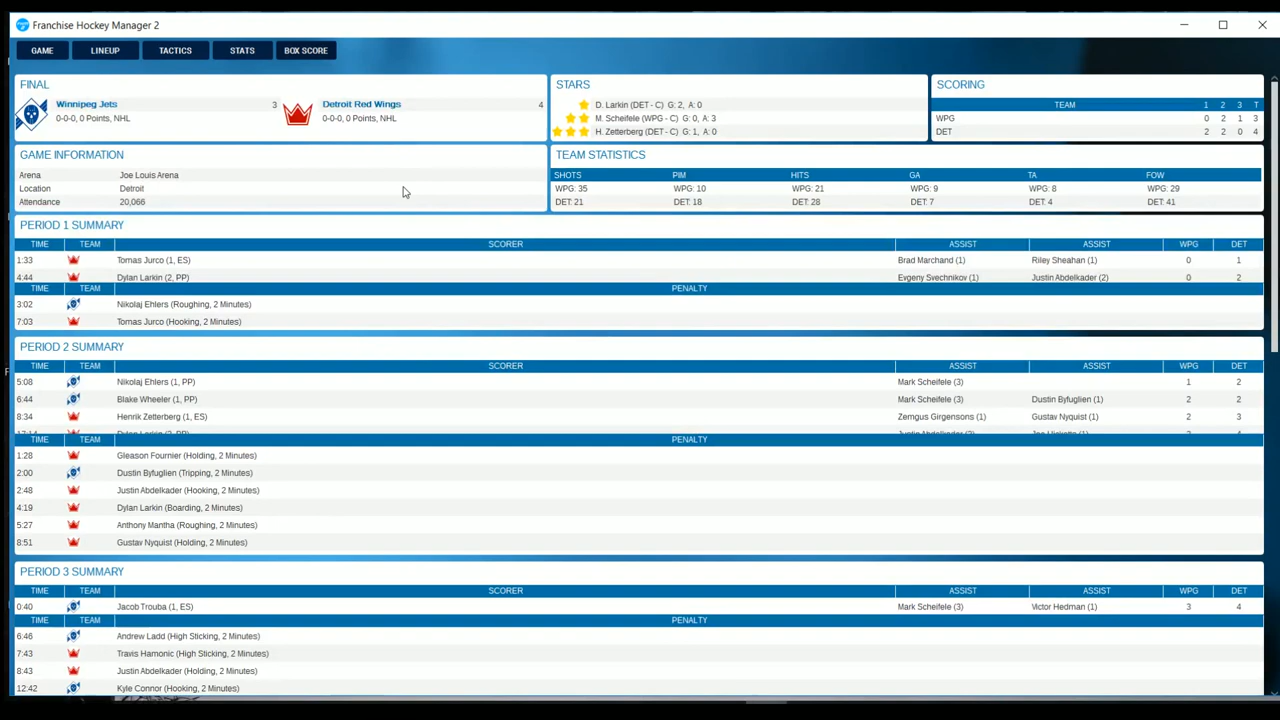 Franchise Hockey Manager 2
GAME LINEUP TACTICS STATS BOX SCORE
FINAL
Winnipeg Jets 3 Detroit Red Wings 4
0-0-0, 0 Points, NHL 0-0-0, 0 Points, NHL
STARS
D. Larkin (DET - C) G: 2, A: 0
M. Scheifele (WPG - C) G: 0, A: 3
H. Zetterberg (DET - C) G: 1, A: 0
SCORING
TEAM 1 2 3 T
WPG 0 2 1 3
DET 2 2 0 4
GAME INFORMATION
Arena Joe Louis Arena
Location Detroit
Attendance 20,066
TEAM STATISTICS
SHOTS PIM HITS GA TA FOW
WPG: 35 WPG: 10 WPG: 21 WPG: 9 WPG: 8 WPG: 29
DET: 21 DET: 18 DET: 28 DET: 7 DET: 4 DET: 41
PERIOD 1 SUMMARY
TIME TEAM SCORER ASSIST ASSIST WPG DET
1:33 Tomas Jurco (1, ES) Brad Marchand (1) Riley Sheahan (1) 0 1
4:44 Dylan Larkin (2, PP) Evgeny Svechnikov (1) Justin Abdelkader (2) 0 2
TIME TEAM PENALTY
3:02 Nikolaj Ehlers (Roughing, 2 Minutes)
7:03 Tomas Jurco (Hooking, 2 Minutes)
PERIOD 2 SUMMARY
TIME TEAM SCORER ASSIST ASSIST WPG DET
5:08 Nikolaj Ehlers (1, PP) Mark Scheifele (3) 1 2
6:44 Blake Wheeler (1, PP) Mark Scheifele (3) Dustin Byfuglien (1) 2 2
8:34 Henrik Zetterberg (1, ES) Zemgus Girgensons (1) Gustav Nyquist (1) 2 3
Dylan Larkin (2, PP) Justin Abdelkader (2)
TIME TEAM PENALTY
1:28 Gleason Fournier (Holding, 2 Minutes)
2:00 Dustin Byfuglien (Tripping, 2 Minutes)
2:48 Justin Abdelkader (Hooking, 2 Minutes)
4:19 Dylan Larkin (Boarding, 2 Minutes)
5:27 Anthony Mantha (Roughing, 2 Minutes)
8:51 Gustav Nyquist (Holding, 2 Minutes)
PERIOD 3 SUMMARY
TIME TEAM SCORER ASSIST ASSIST WPG DET
0:40 Jacob Trouba (1, ES) Mark Scheifele (3) Victor Hedman (1) 3 4
TIME TEAM PENALTY
6:46 Andrew Ladd (High Sticking, 2 Minutes)
7:43 Travis Hamonic (High Sticking, 2 Minutes)
8:43 Justin Abdelkader (Holding, 2 Minutes)
12:42 Kyle Connor (Hooking, 2 Minutes)